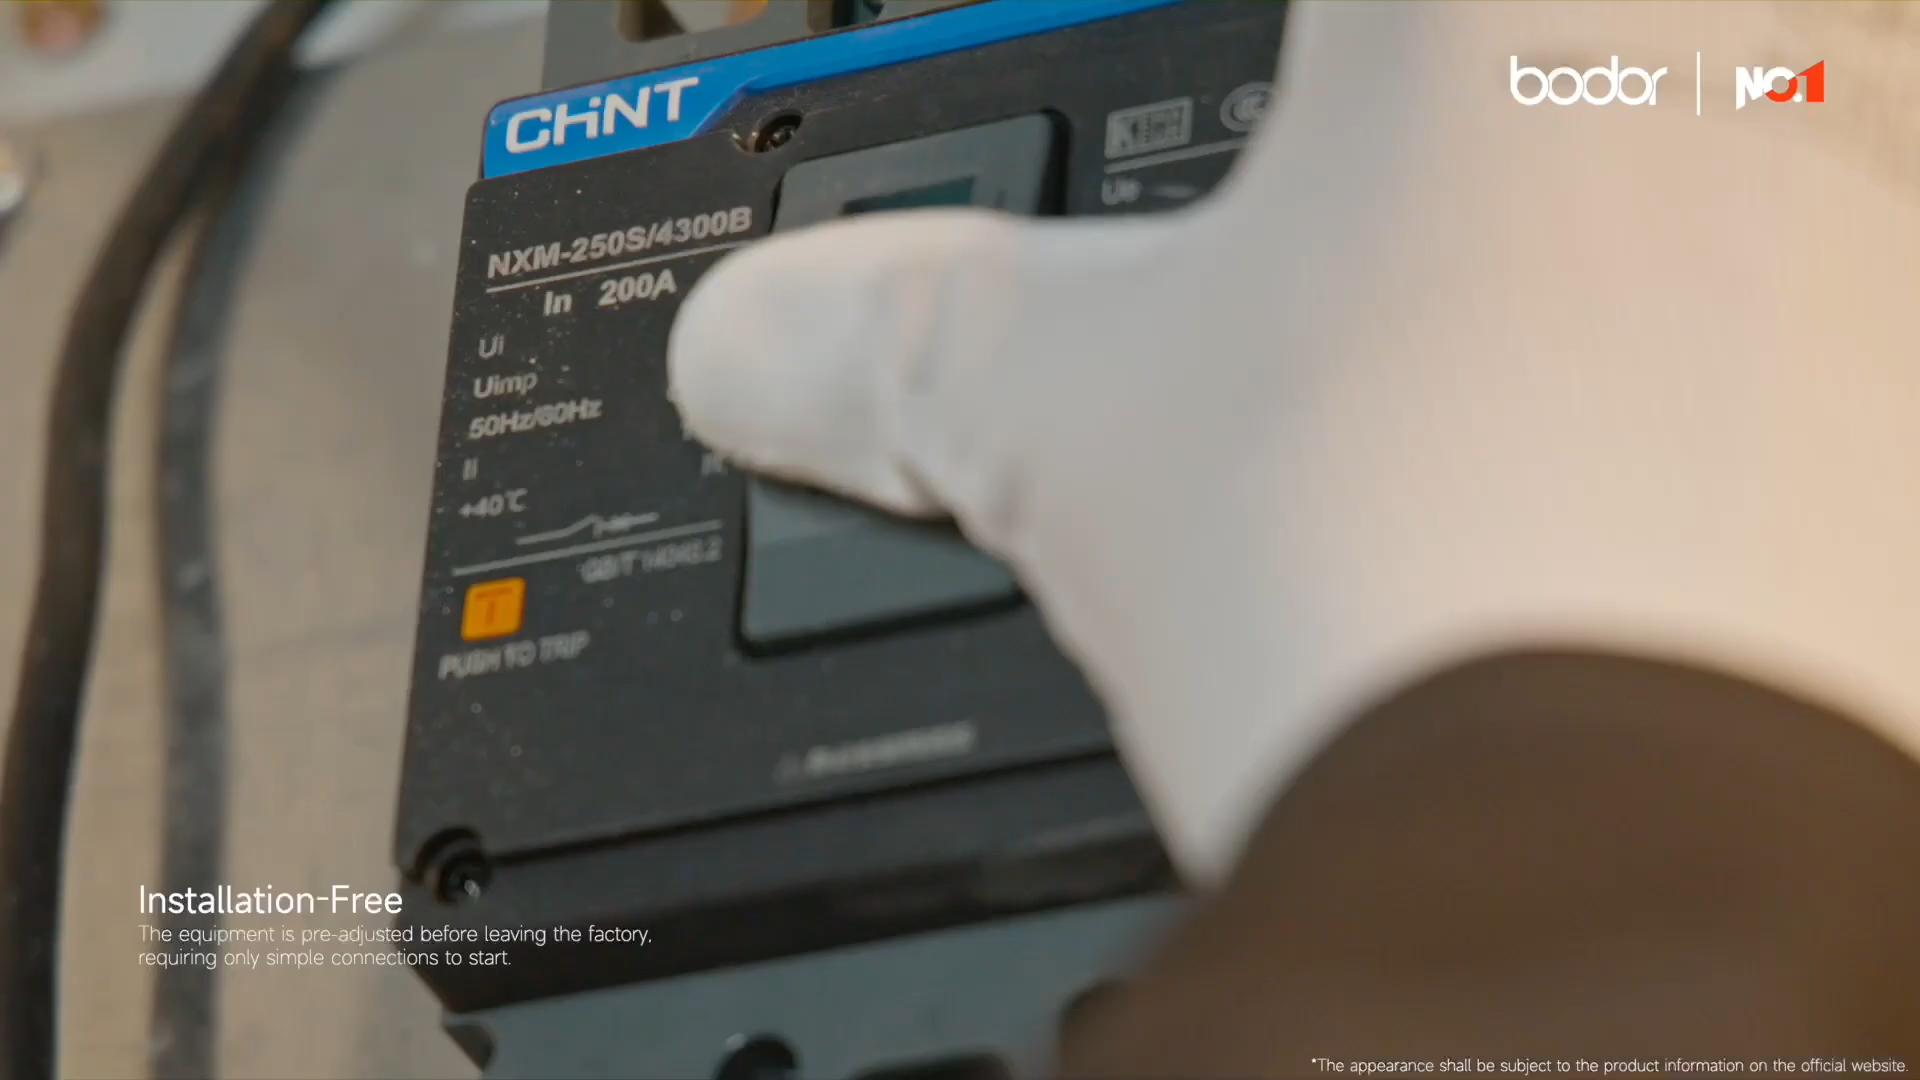 bodor
NO.1
CHINT
NXM-250S/4300B
In 200A
Ui
Uimp
50Hz/60Hz
Ue
+40℃
PUSH TO TRIP
Installation-Free
The equipment is pre-adjusted before leaving the factory,
requiring only simple connections to start.
*The appearance shall be subject to the product information on the official website.